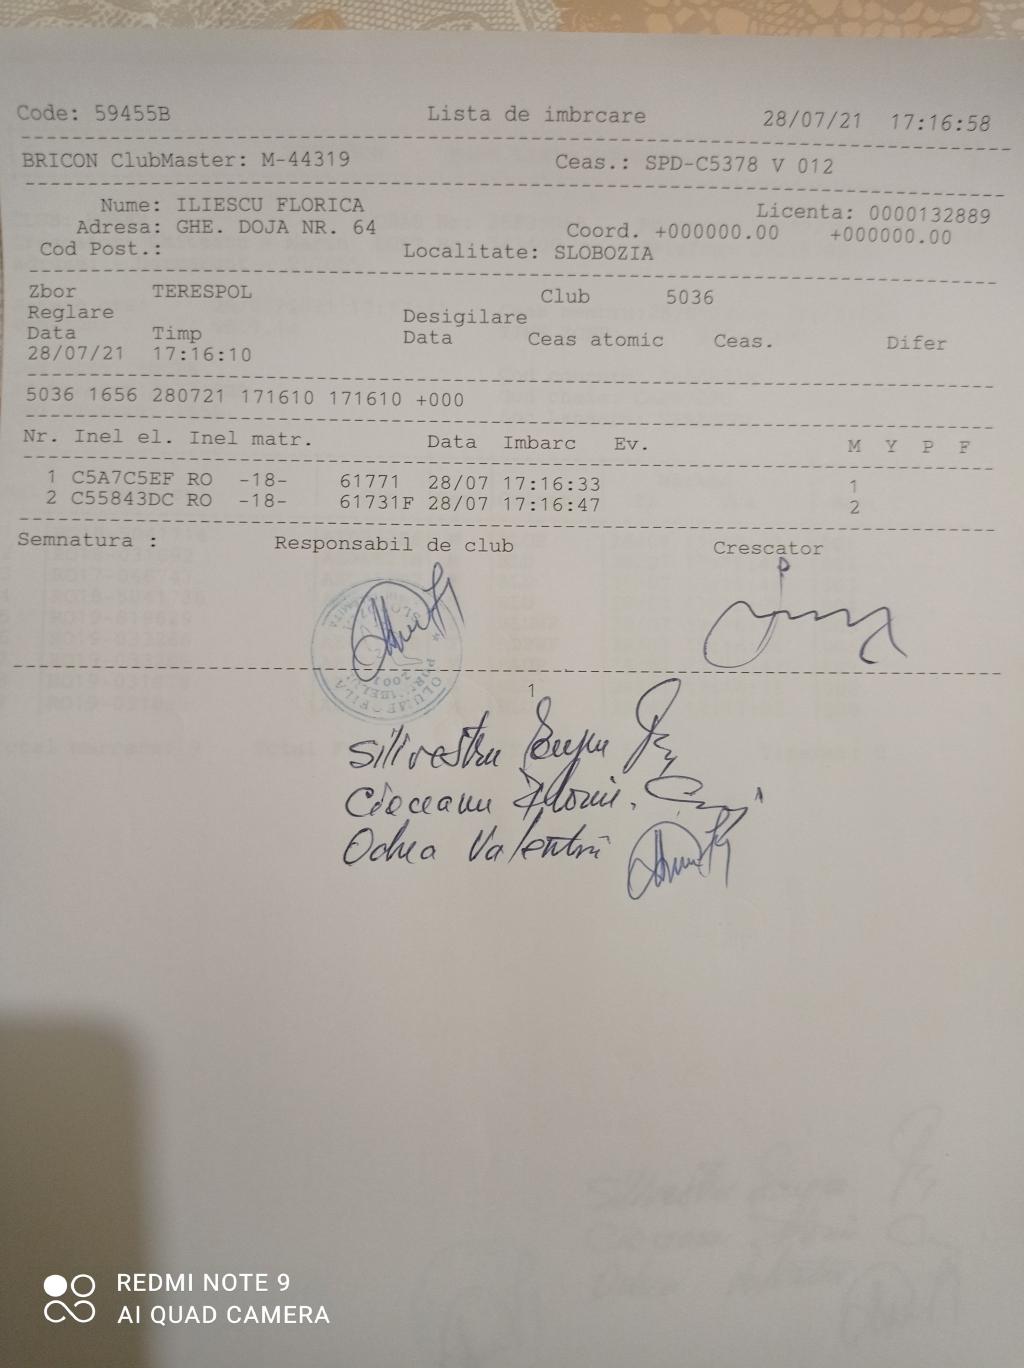 Code: 59455B Lista de imbrcare 28/07/21 17:16:58
BRICON ClubMaster: M-44319 Ceas.: SPD-C5378 V 012
Nume: ILIESCU FLORICA Licenta: 0000132889
Adresa: GHE. DOJA NR. 64 Coord. +000000.00 +000000.00
Cod Post.: Localitate: SLOBOZIA
Zbor TERESPOL Club 5036
Reglare Desigilare
Data Timp Data Ceas atomic Ceas. Difer
28/07/21 17:16:10
5036 1656 280721 171610 171610 +000
Nr. Inel el. Inel matr. Data Imbarc Ev. M Y P F
1 C5A7C5EF RO -18- 61771 28/07 17:16:33 1
2 C55843DC RO -18- 61731F 28/07 17:16:47 2
Semnatura : Responsabil de club Crescator
1
Silivestru
Cioceanu Florin.
Odhea Valentin
REDMI NOTE 9
AI QUAD CAMERA